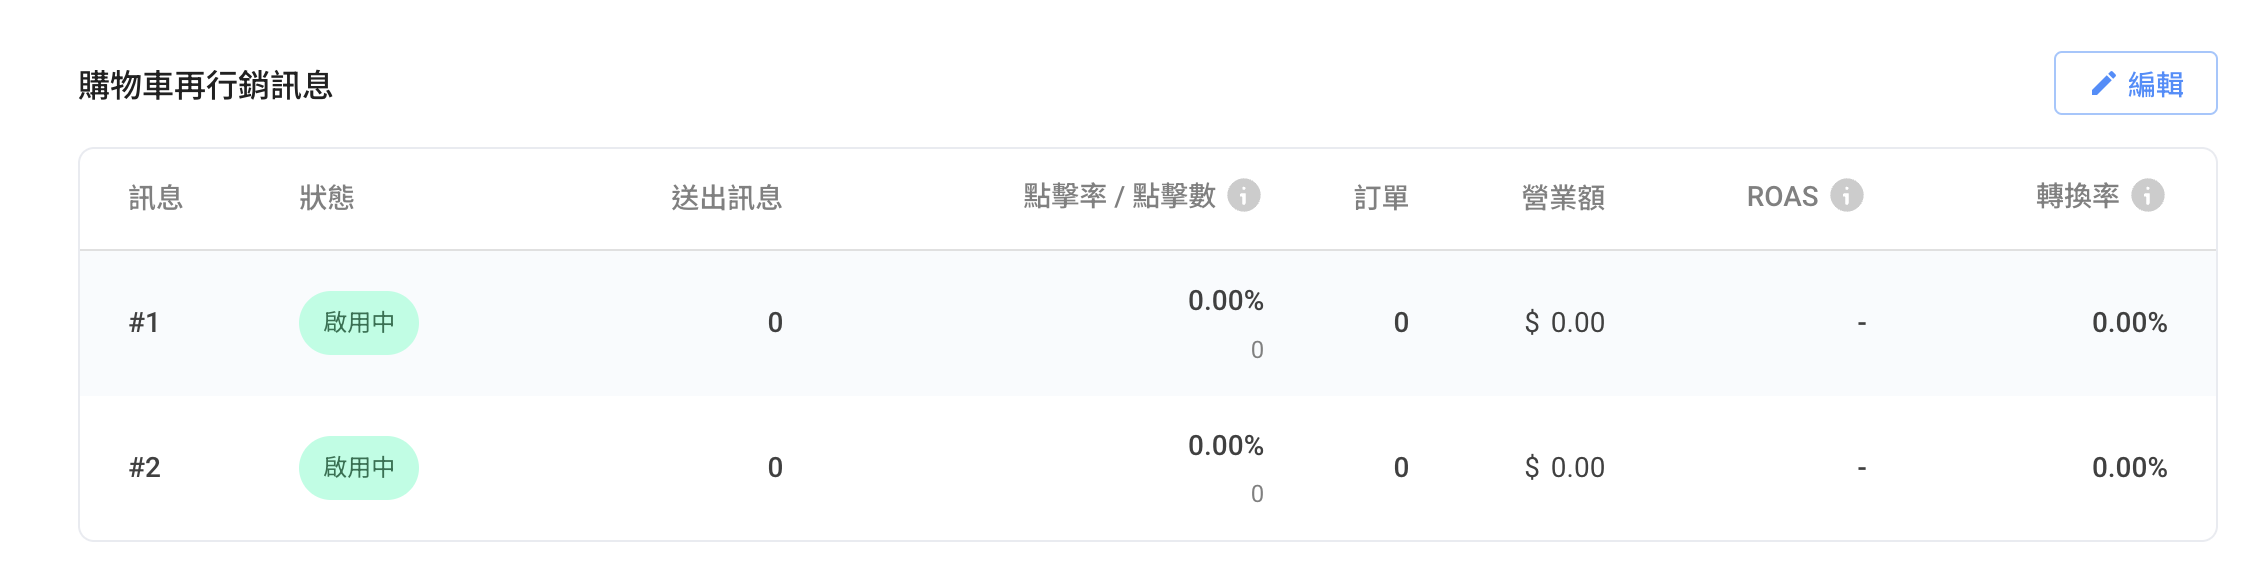 購物車再行銷訊息
編輯
訊息 狀態 送出訊息 點擊率 / 點擊數 訂單 營業額 ROAS 轉換率
#1 啟用中 0 0.00% 0 $ 0.00 - 0.00%
0
#2 啟用中 0 0.00% 0 $ 0.00 - 0.00%
0